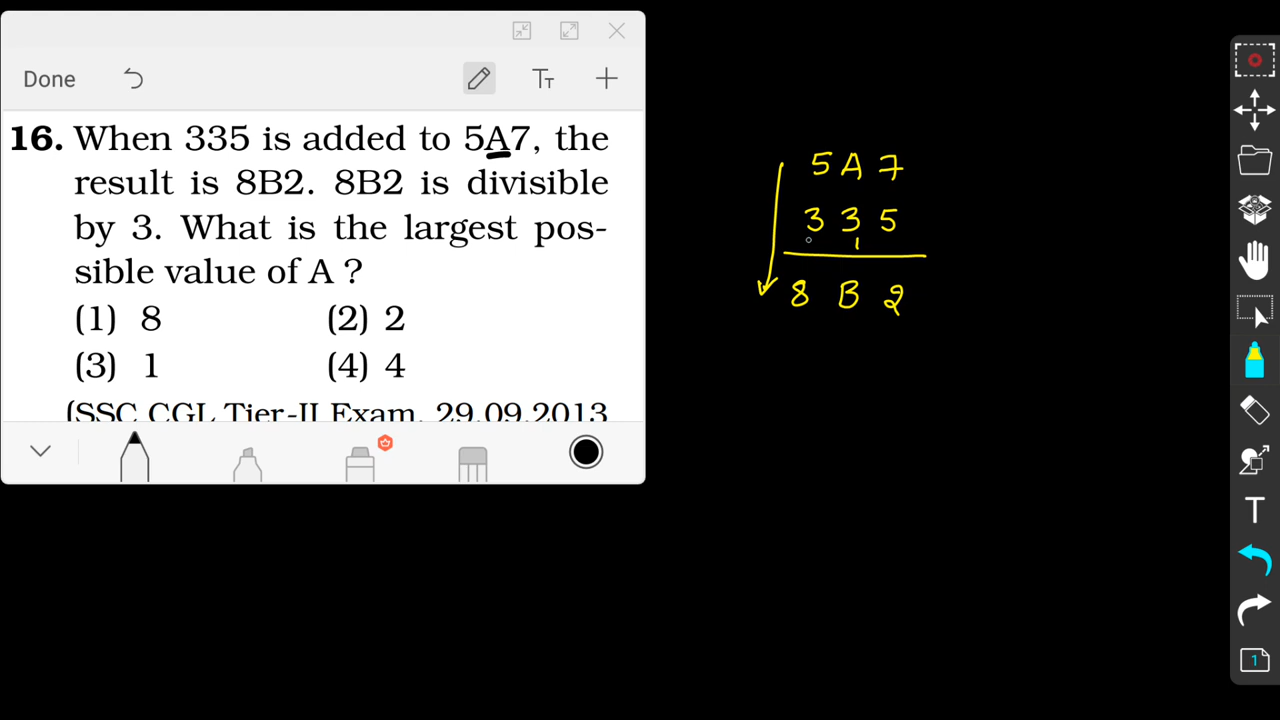 Done
16. When 335 is added to 5A7, the
result is 8B2. 8B2 is divisible
by 3. What is the largest pos-
sible value of A ?
(1) 8 (2) 2
(3) 1 (4) 4
(SSC CGL Tier-II Exam. 29.09.2013
5 A 7
3 3 5
1
8 B 2
T
1